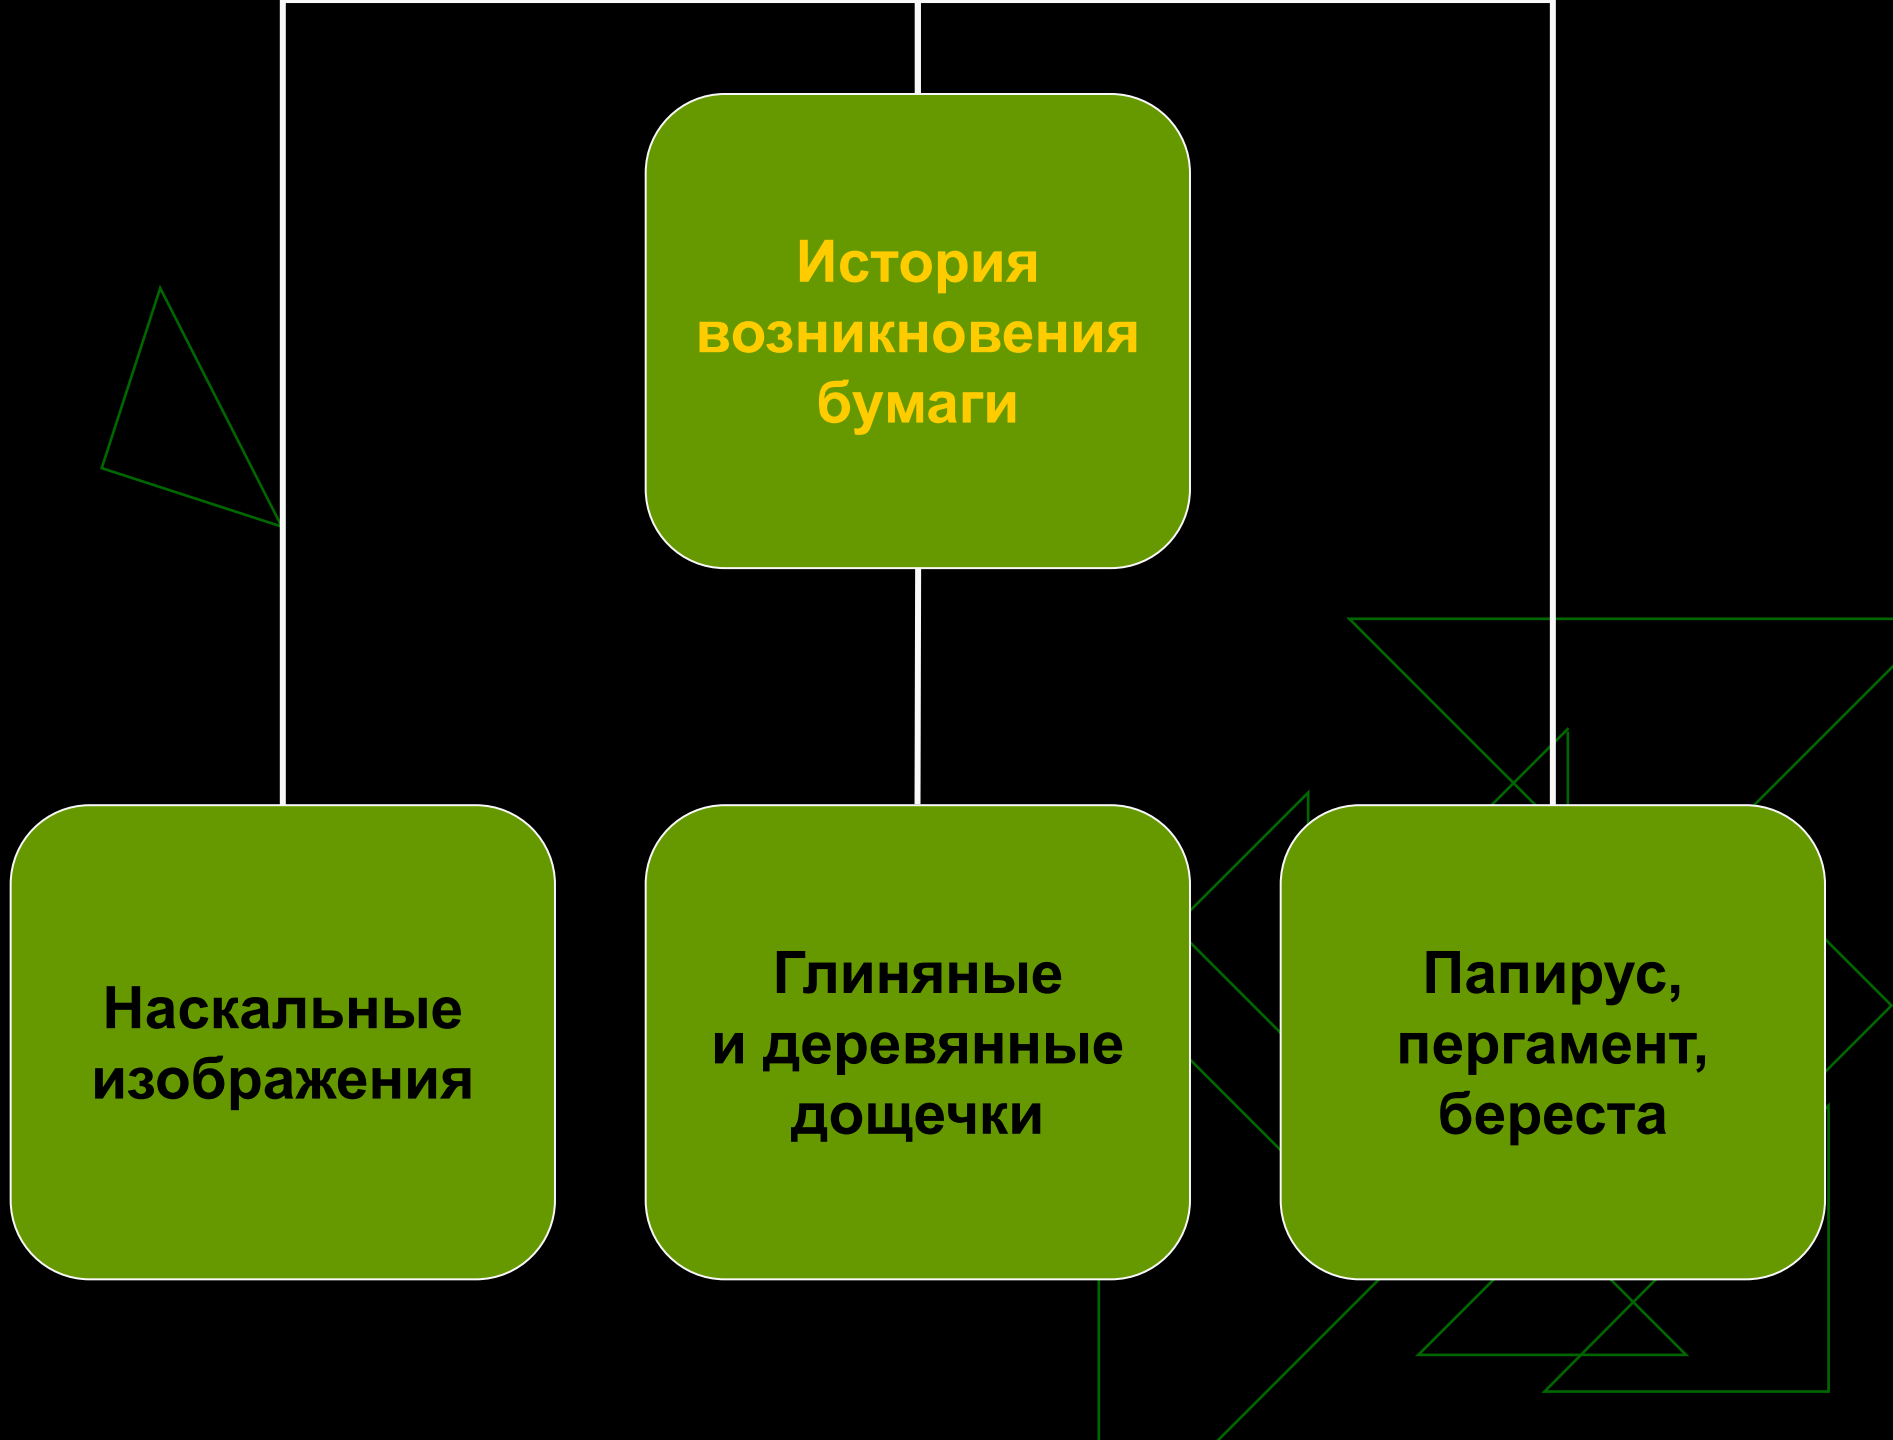 История
возникновения
бумаги
Наскальные
изображения
Глиняные
и деревянные
дощечки
Папирус,
пергамент,
береста